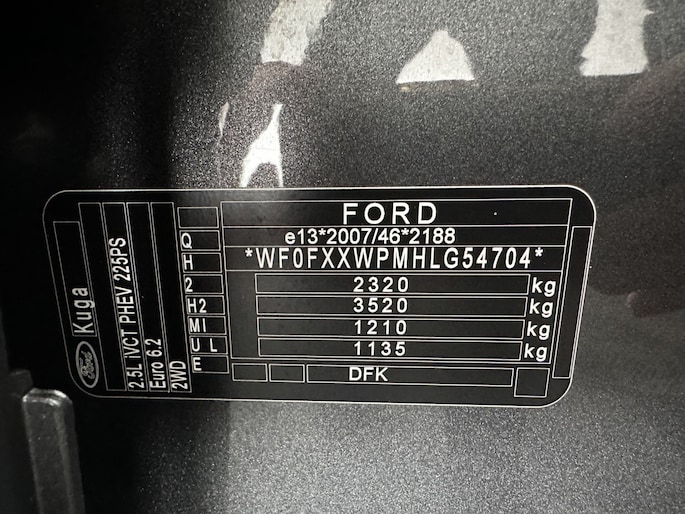 FORD
e13*2007/46*2188
*WF0FXXWPMHLG54704*
2320 kg
3520 kg
1210 kg
1135 kg
DFK
Q
H
2
H2
MI
U L
E
2.5L iVCT PHEV 225PS
Euro 6.2
2WD
Kuga
Ford